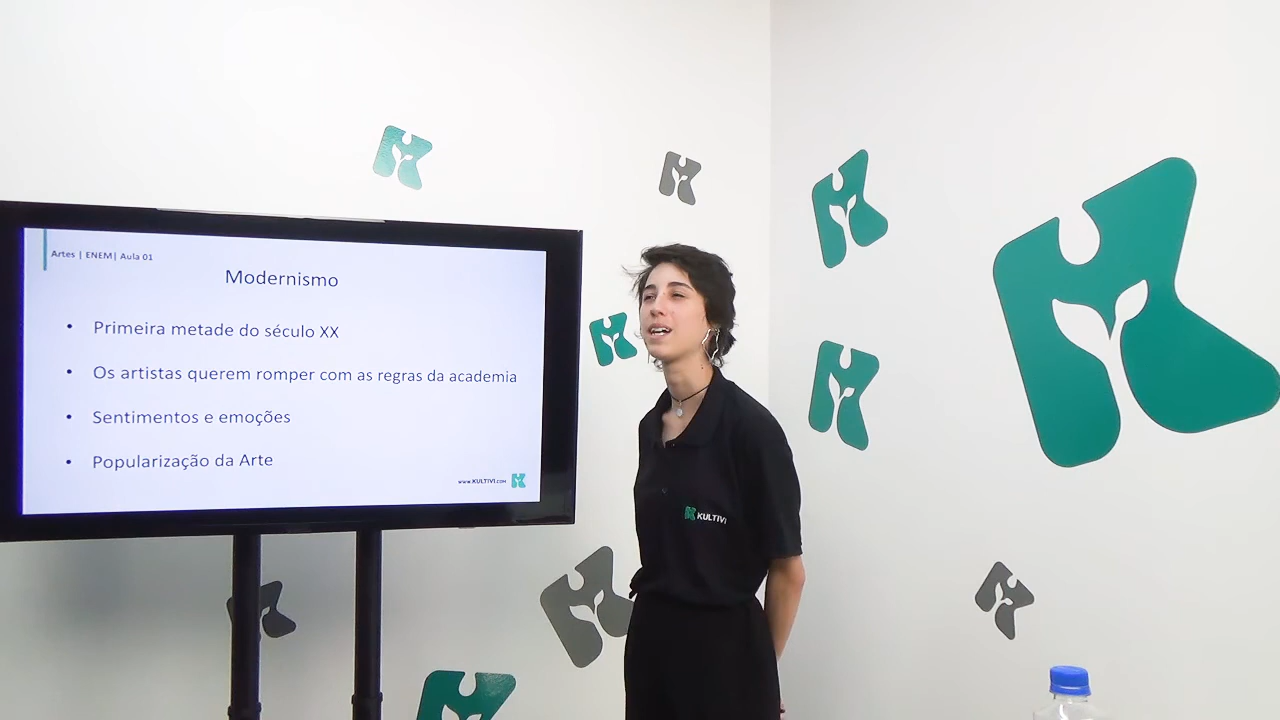 Artes | ENEM| Aula 01
Modernismo
• Primeira metade do século XX
• Os artistas querem romper com as regras da academia
• Sentimentos e emoções
• Popularização da Arte
www.KULTIVI.COM
KULTIVI